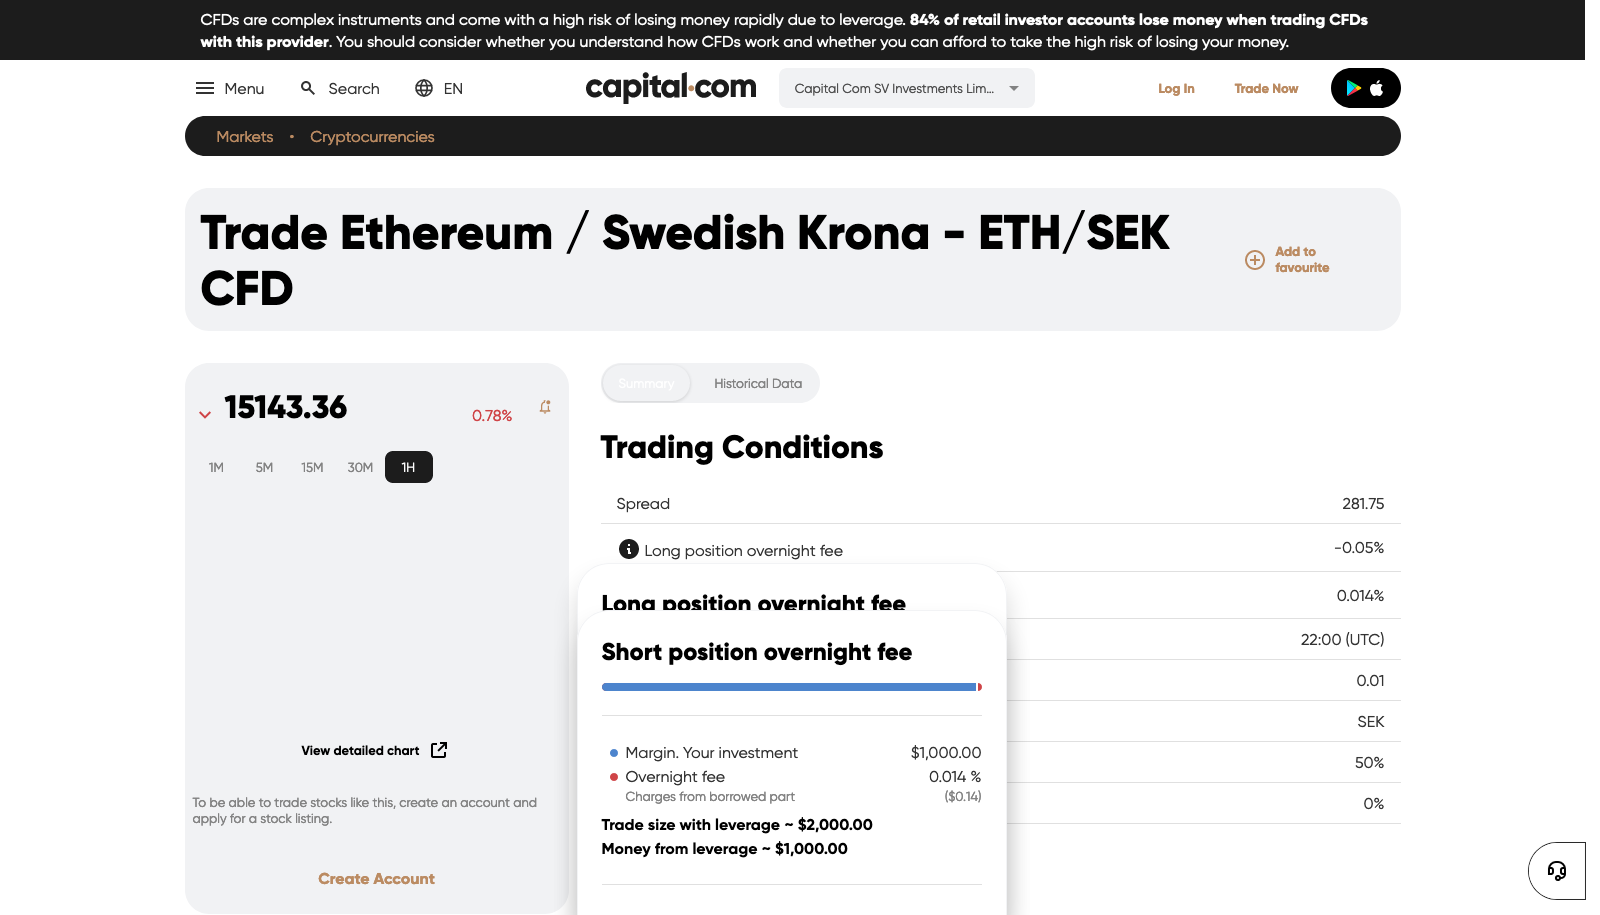 CFDs are complex instruments and come with a high risk of losing money rapidly due to leverage. 84% of retail investor accounts lose money when trading CFDs
with this provider. You should consider whether you understand how CFDs work and whether you can afford to take the high risk of losing your money.
Menu
Search
EN
capital.com
Capital Com SV Investments Lim...
Log In
Trade Now
Markets • Cryptocurrencies
Trade Ethereum / Swedish Krona - ETH/SEK
CFD
Add to
favourite
15143.36
0.78%
1M 5M 15M 30M 1H
View detailed chart
To be able to trade stocks like this, create an account and
apply for a stock listing.
Create Account
Summary
Historical Data
Trading Conditions
Spread 281.75
Long position overnight fee -0.05%
0.014%
22:00 (UTC)
0.01
SEK
50%
0%
Long position overnight fee
Short position overnight fee
Margin. Your investment $1,000.00
Overnight fee 0.014 %
Charges from borrowed part ($0.14)
Trade size with leverage ~ $2,000.00
Money from leverage ~ $1,000.00